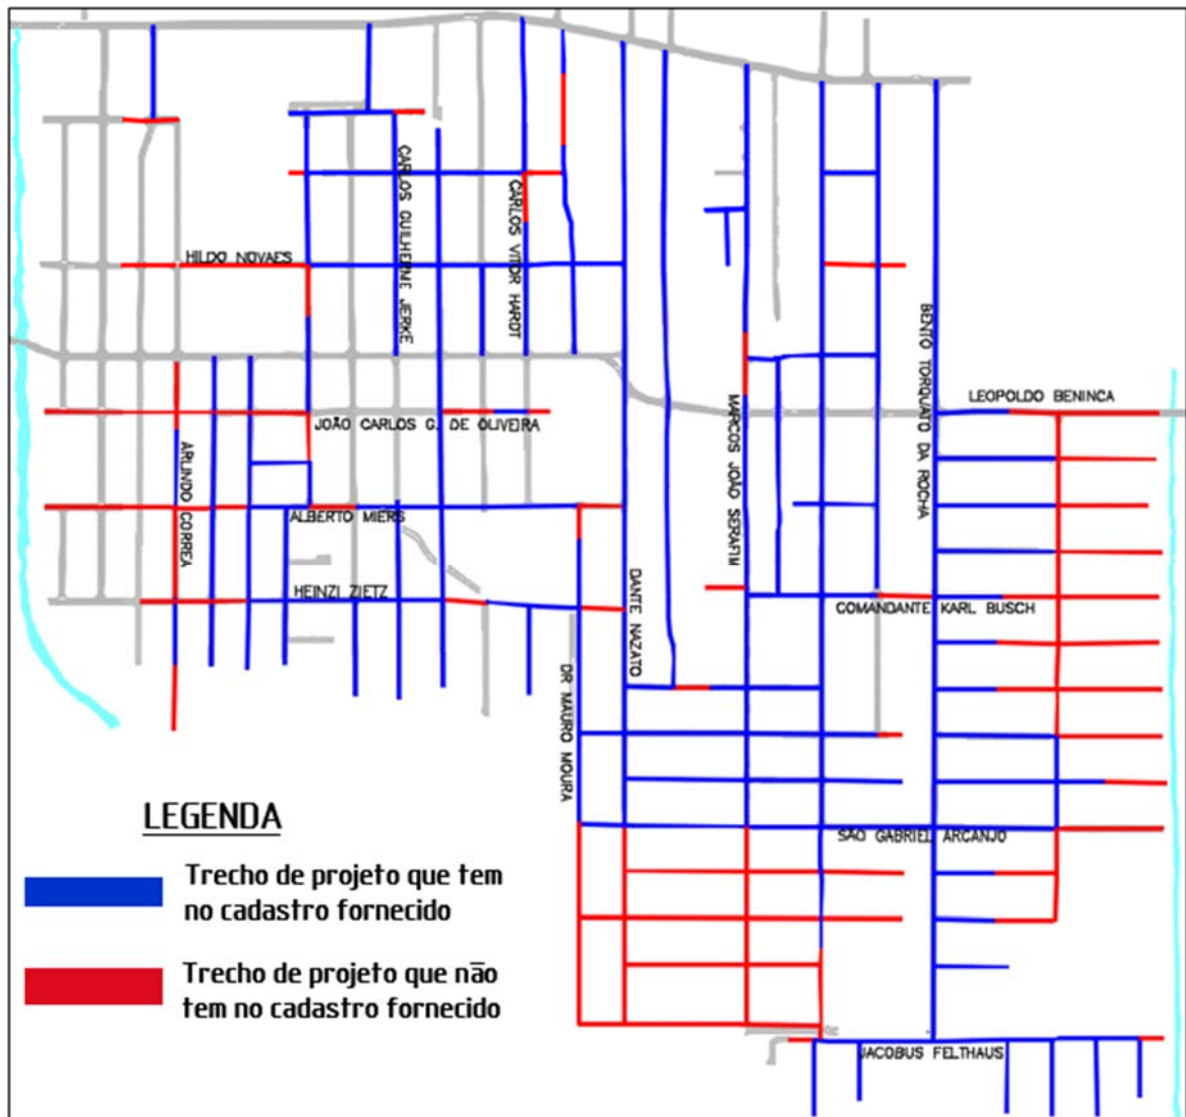 CARLOS GUILHERNE JERKE
CARLOS VITOR HARDT
HILDO NOVAES
BENTO TORQUATO DA ROCHA
LEOPOLDO BENINCA
MARCOS JOÃO SERAFIM
JOÃO CARLOS G. DE OLIVEIRA
ARLINDO CORREA
ALBERTO MIERS
HEINZI ZIETZ
DANTE NAZATO
COMANDANTE KARL BUSCH
DR MAURO MOURA
SÃO GABRIEL ARCANJO
JACOBUS FELTHAUS
LEGENDA
Trecho de projeto que tem
no cadastro fornecido
Trecho de projeto que não
tem no cadastro fornecido